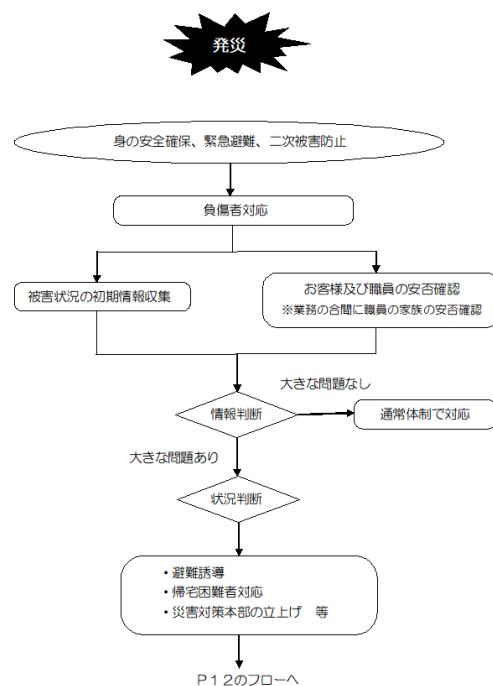 発災
身の安全確保、緊急避難、二次被害防止
負傷者対応
被害状況の初期情報収集
お客様及び職員の安否確認
※業務の合間に職員の家族の安否確認
大きな問題なし
情報判断
通常体制で対応
大きな問題あり
状況判断
・避難誘導
・帰宅困難者対応
・災害対策本部の立上げ　等
Ｐ１２のフローへ